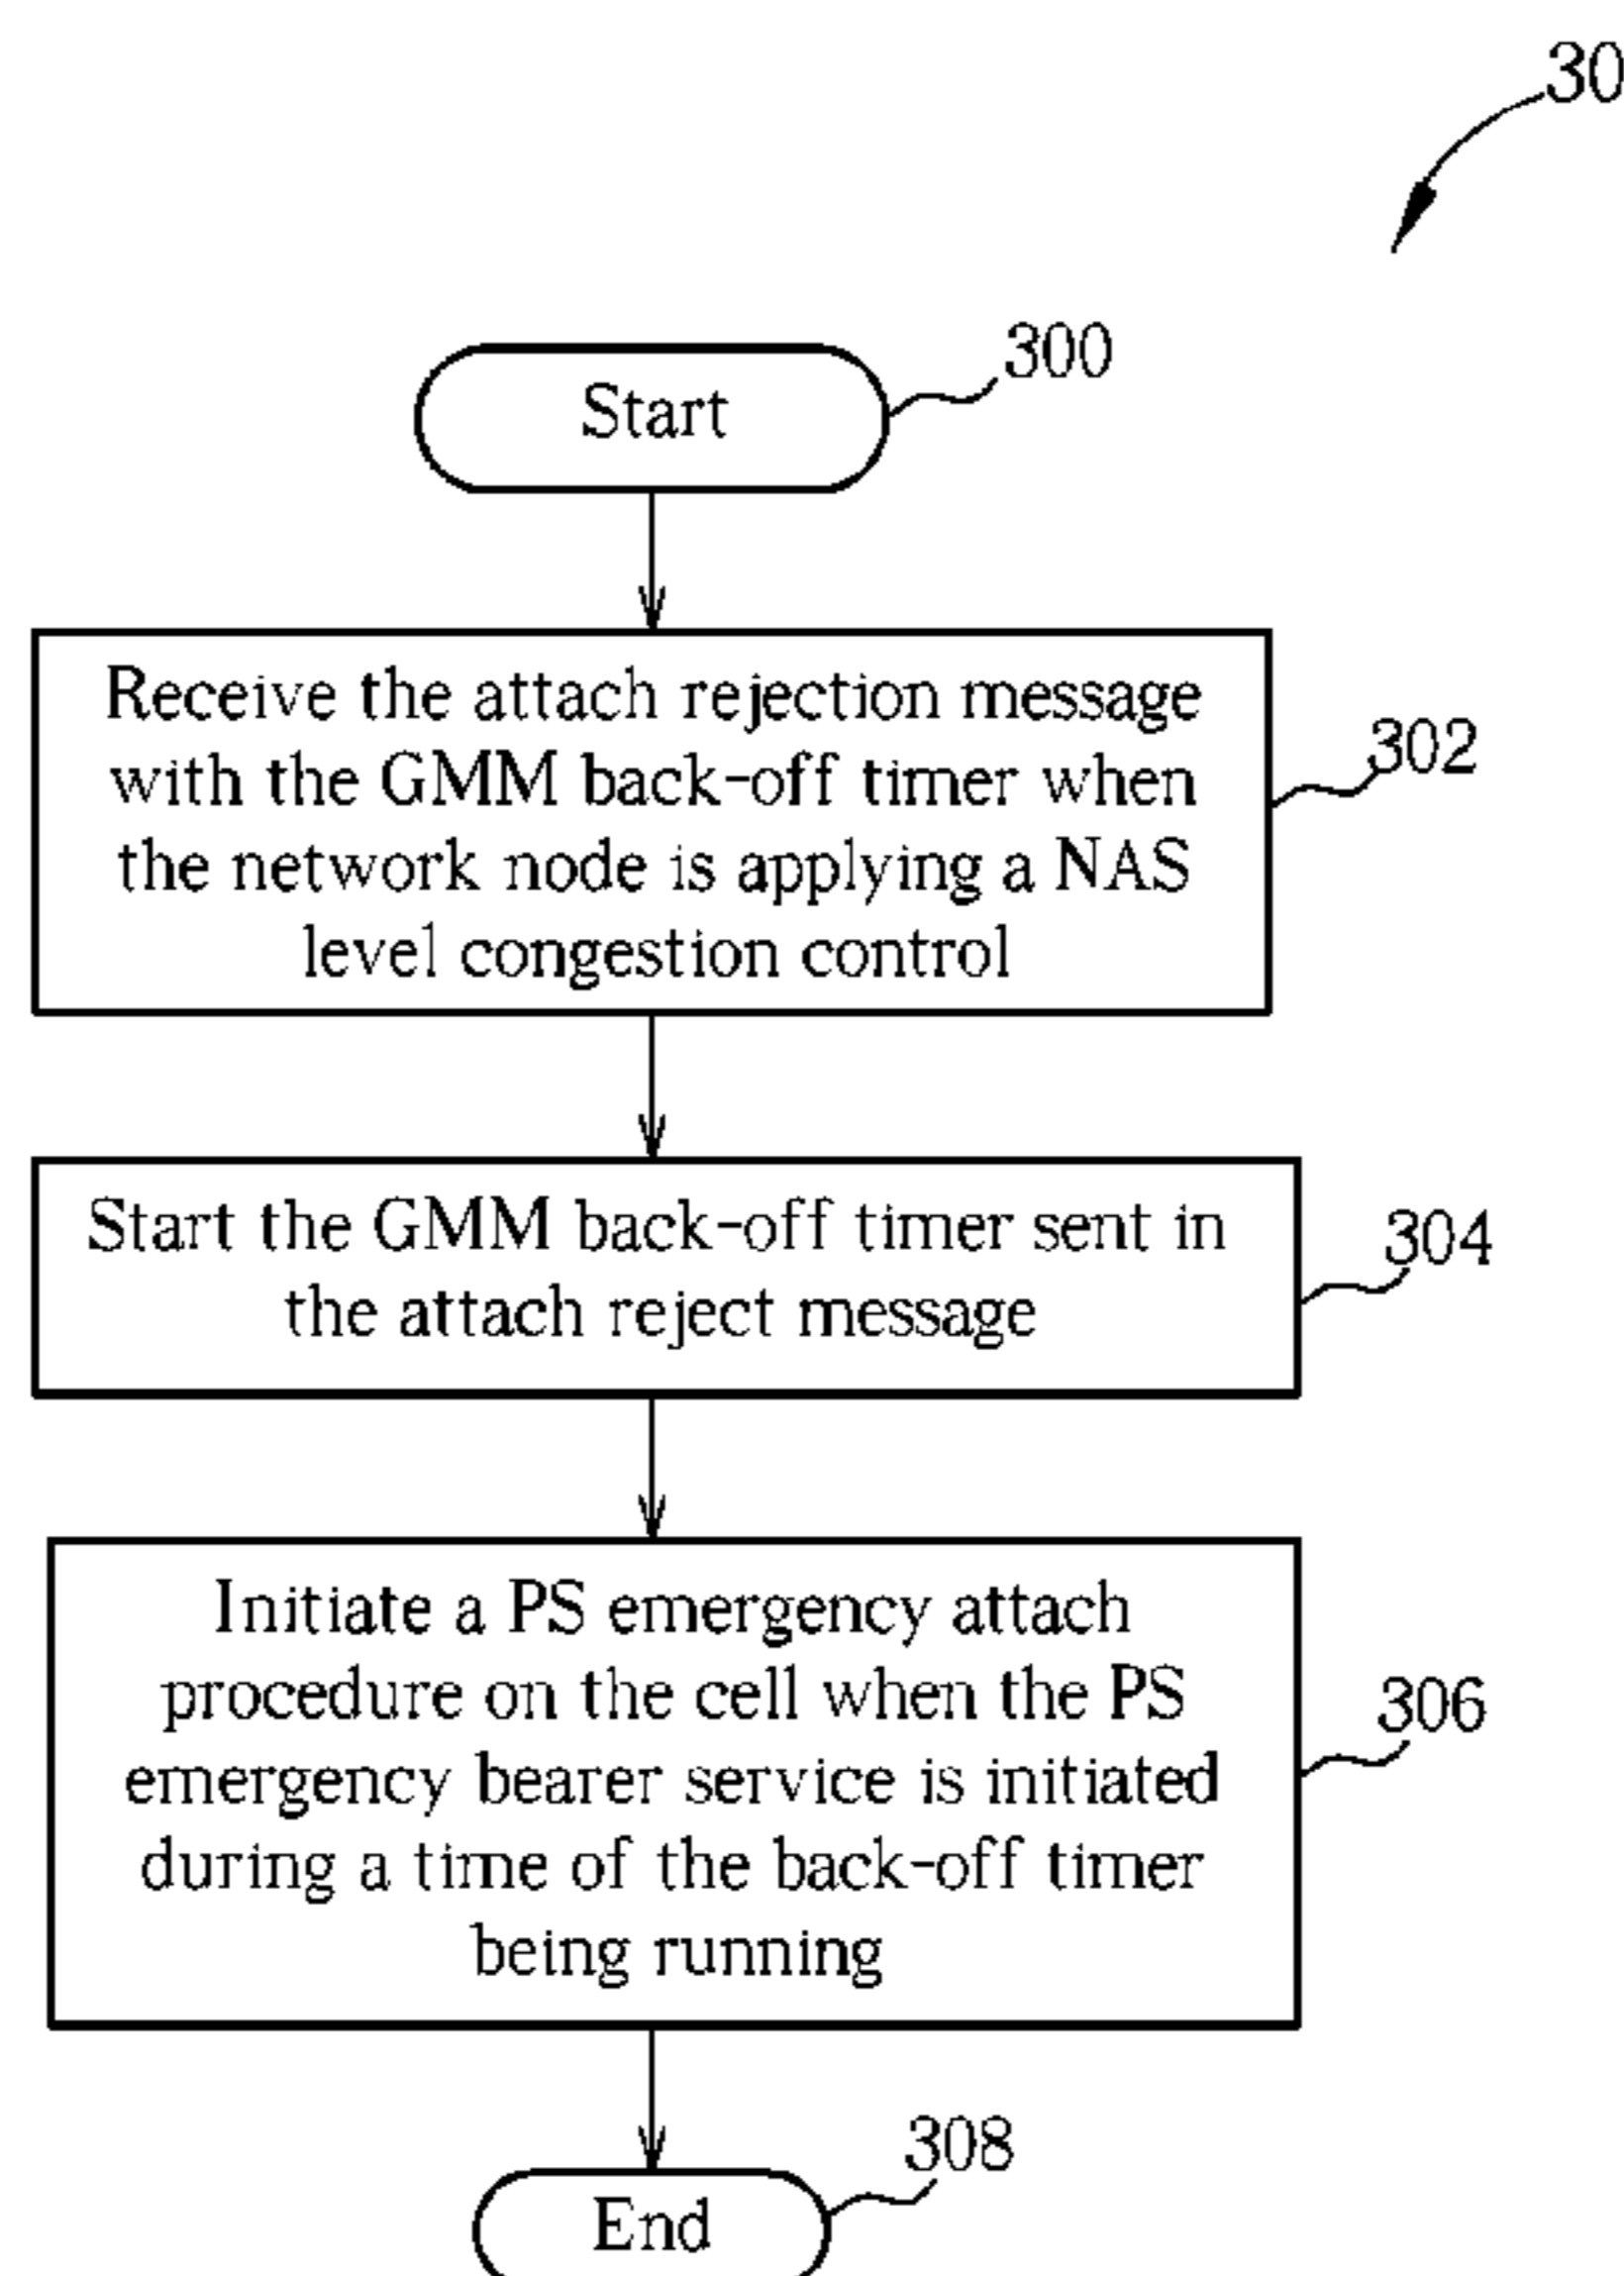 30
300
Start
Receive the attach rejection message
with the GMM back-off timer when
the network node is applying a NAS
level congestion control
302
Start the GMM back-off timer sent in
the attach reject message
304
Initiate a PS emergency attach
procedure on the cell when the PS
emergency bearer service is initiated
during a time of the back-off timer
being running
306
308
End